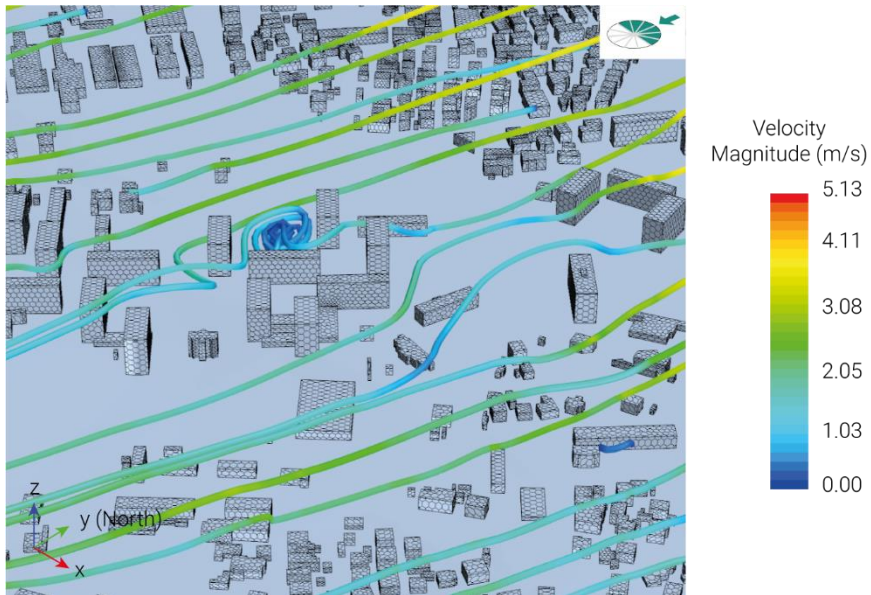 Velocity
Magnitude (m/s)
5.13
4.11
3.08
2.05
1.03
0.00
Z
y (North)
x